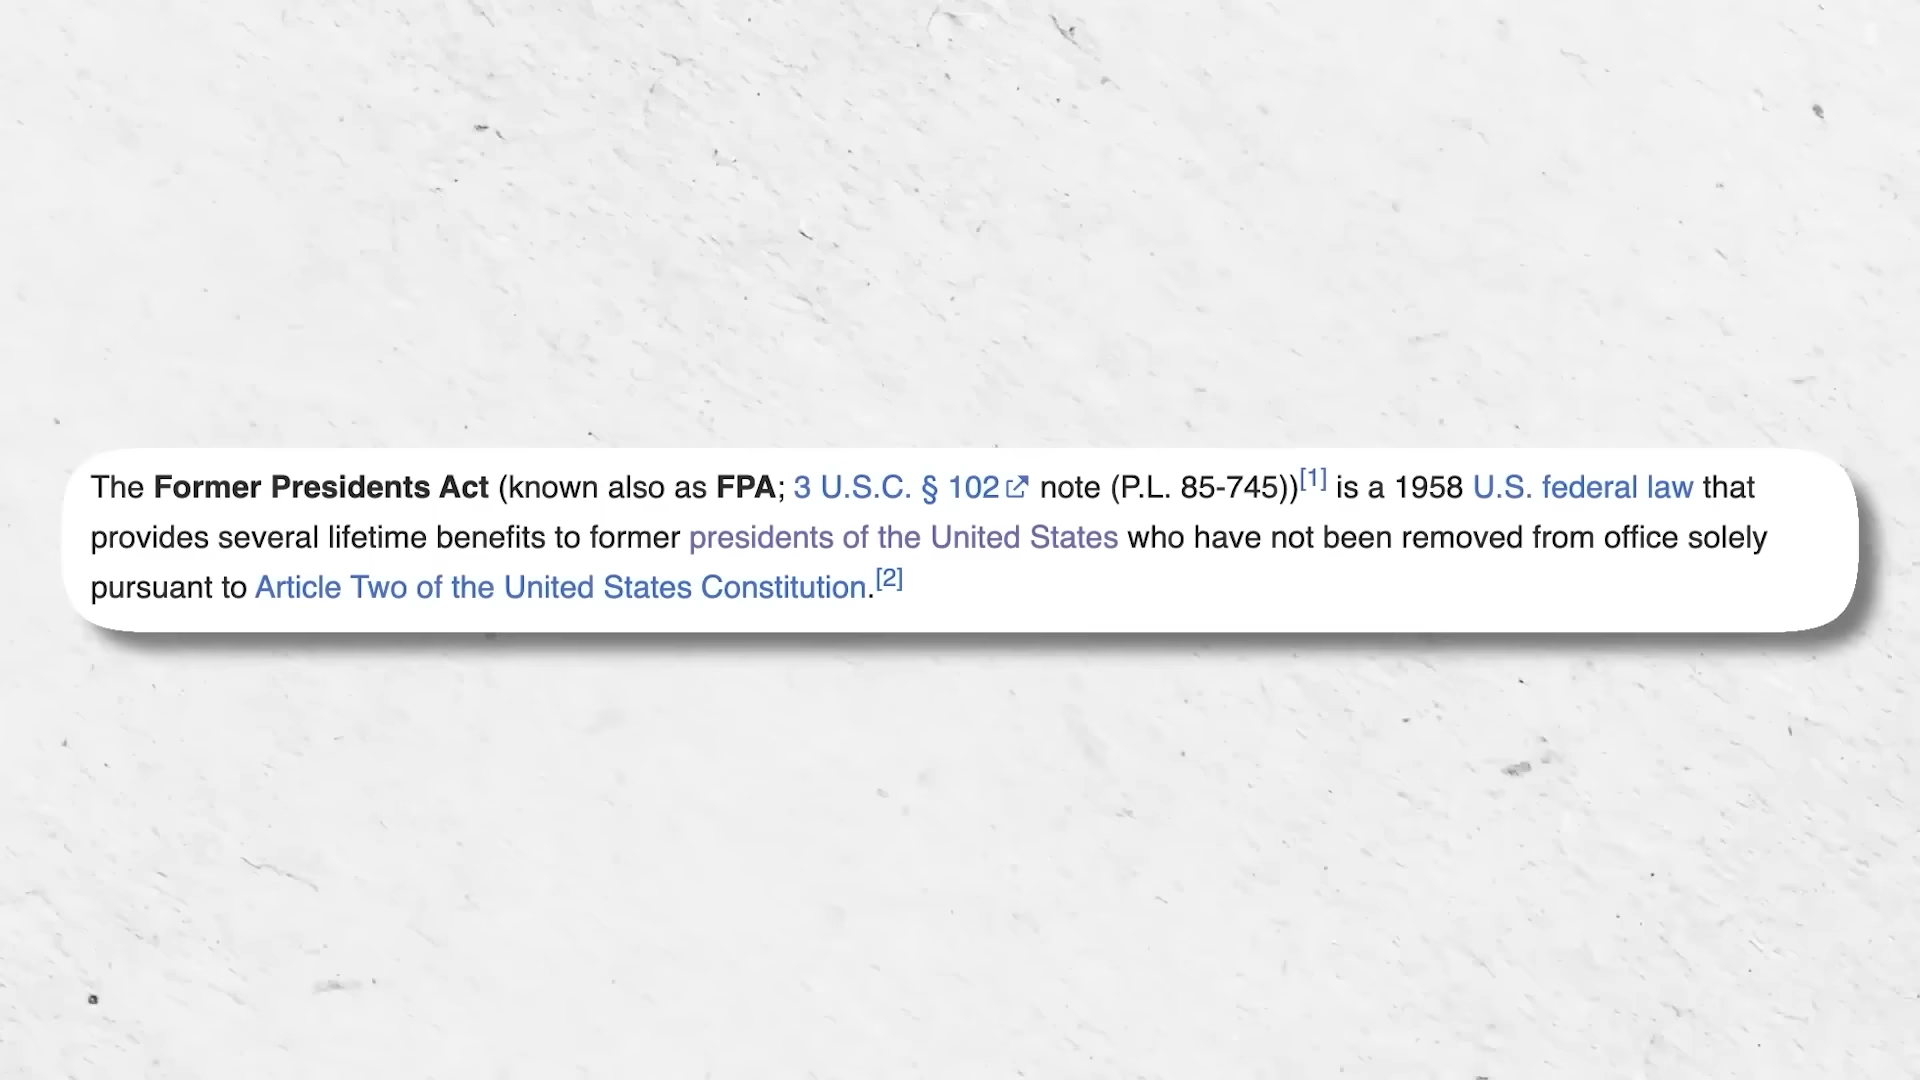 The Former Presidents Act (known also as FPA; 3 U.S.C. § 102 note (P.L. 85-745))[1] is a 1958 U.S. federal law that
provides several lifetime benefits to former presidents of the United States who have not been removed from office solely
pursuant to Article Two of the United States Constitution.[2]